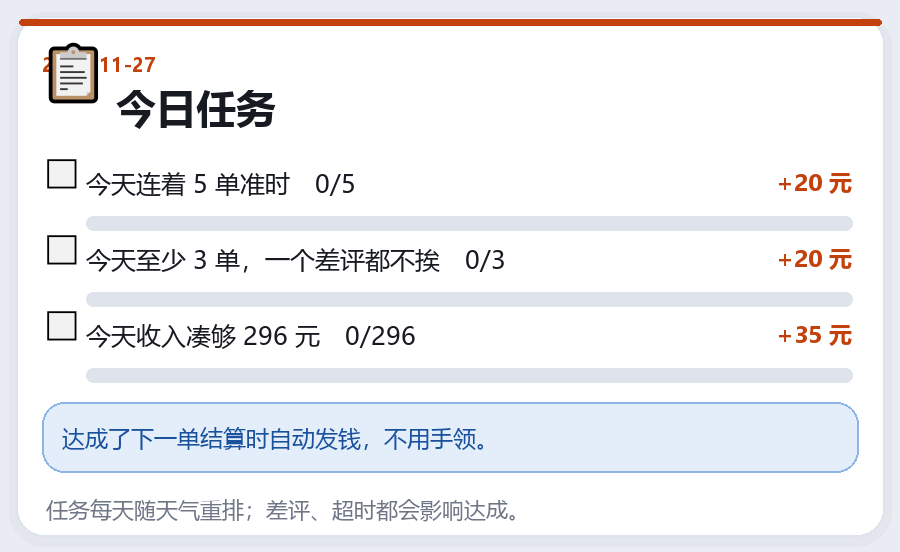 11-27
今日任务
今天连着 5 单准时 0/5 +20 元
今天至少 3 单，一个差评都不挨 0/3 +20 元
今天收入凑够 296 元 0/296 +35 元
达成了下一单结算时自动发钱，不用手领。
任务每天随天气重排；差评、超时都会影响达成。